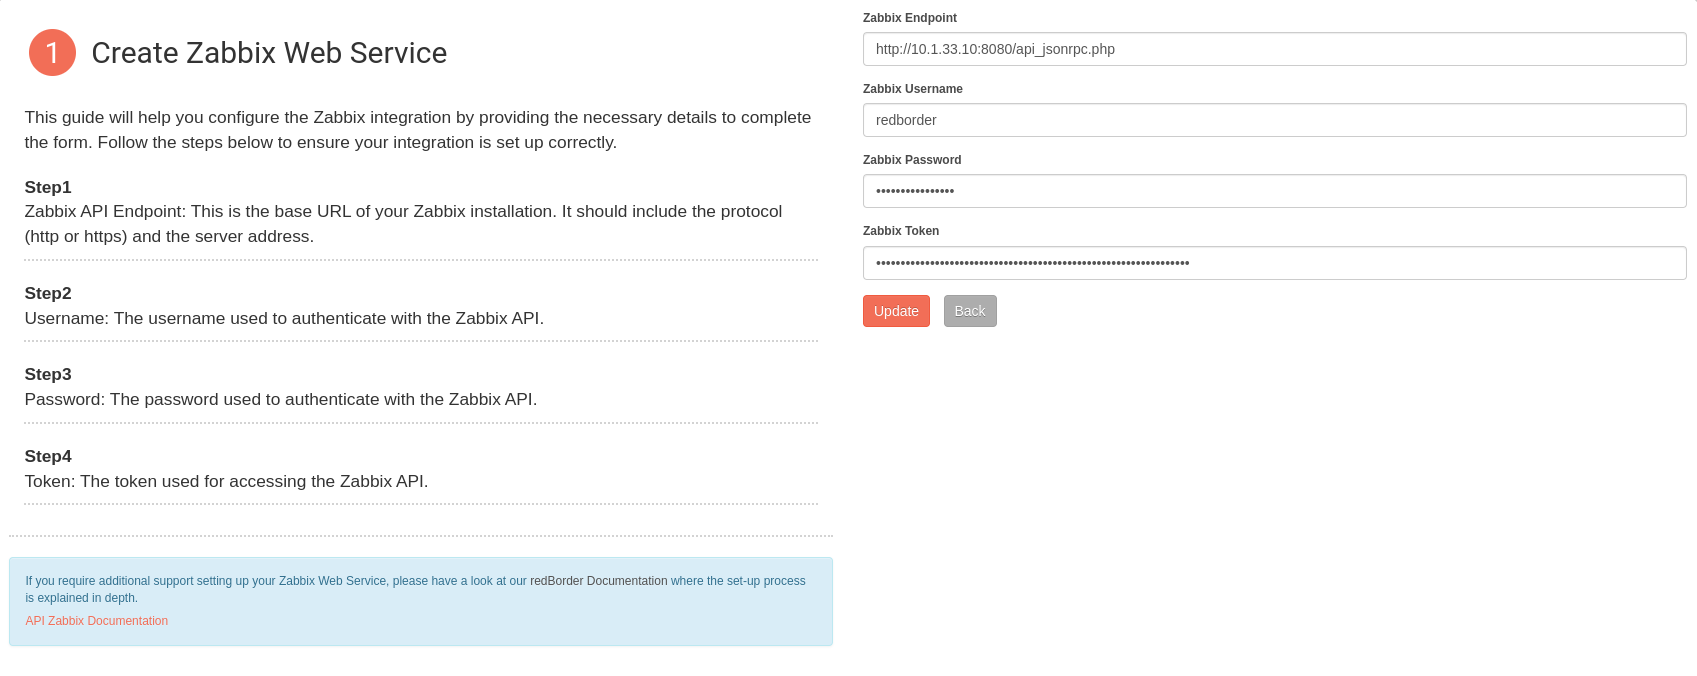 1 Create Zabbix Web Service
This guide will help you configure the Zabbix integration by providing the necessary details to complete
the form. Follow the steps below to ensure your integration is set up correctly.
Step1
Zabbix API Endpoint: This is the base URL of your Zabbix installation. It should include the protocol
(http or https) and the server address.
Step2
Username: The username used to authenticate with the Zabbix API.
Step3
Password: The password used to authenticate with the Zabbix API.
Step4
Token: The token used for accessing the Zabbix API.
If you require additional support setting up your Zabbix Web Service, please have a look at our redBorder Documentation where the set-up process
is explained in depth.
API Zabbix Documentation
Zabbix Endpoint
http://10.1.33.10:8080/api_jsonrpc.php
Zabbix Username
redborder
Zabbix Password
••••••••••••••••
Zabbix Token
••••••••••••••••••••••••••••••••••••••••••••••••••••••••••••••••
Update Back